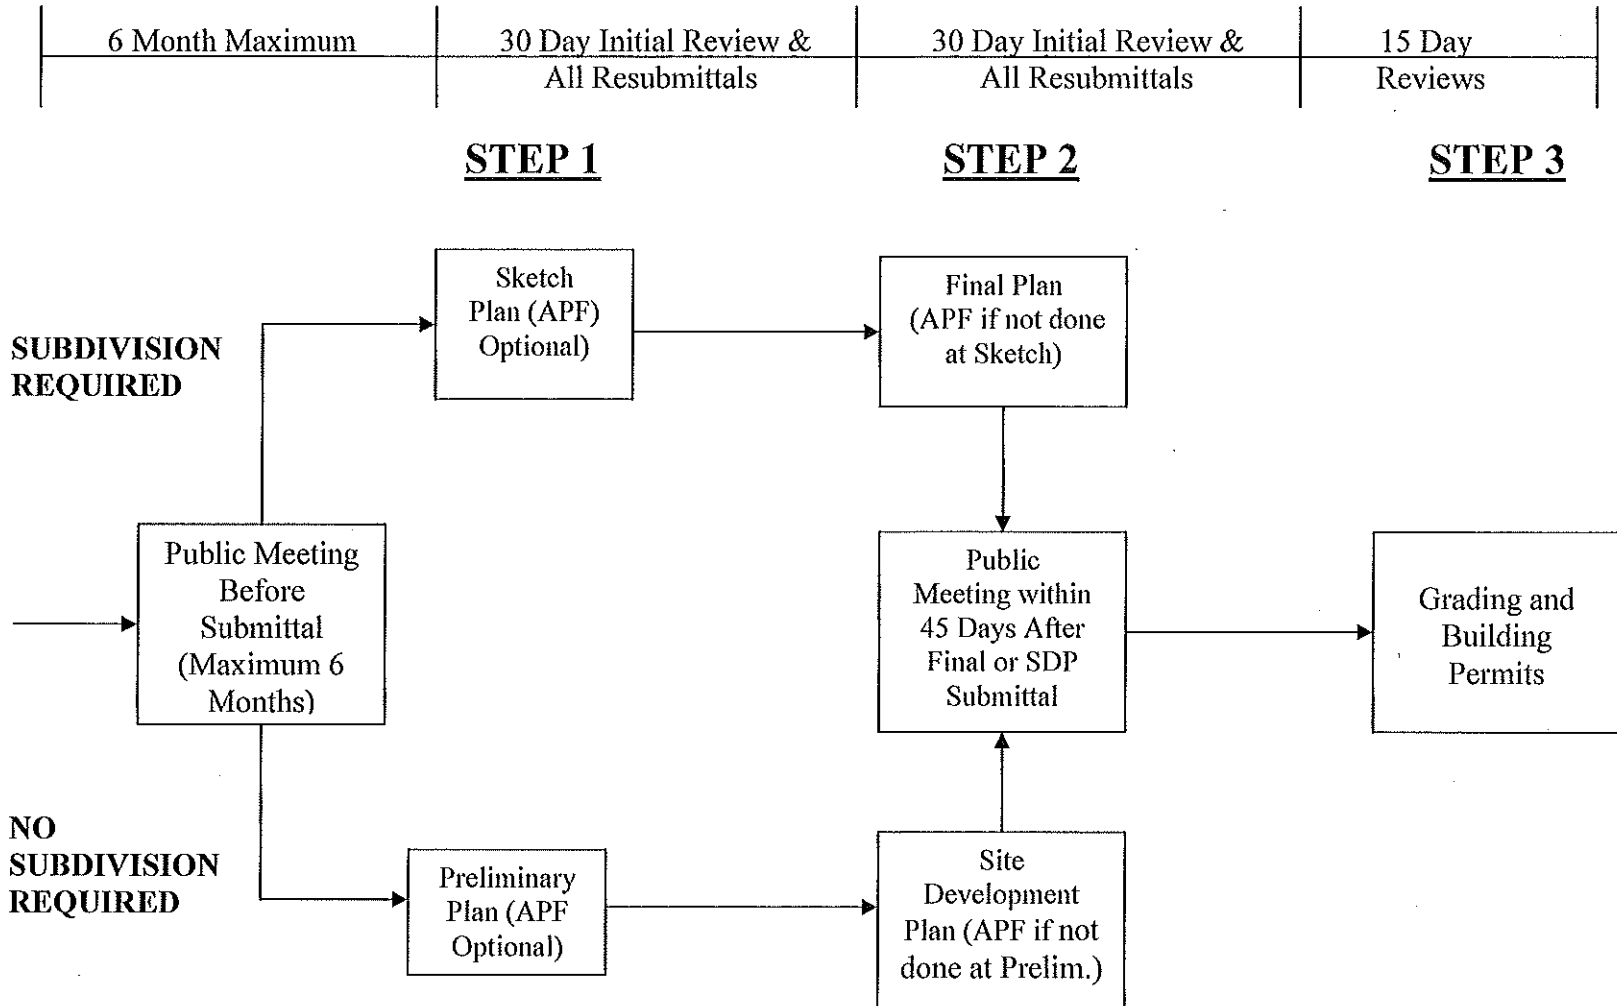 6 Month Maximum
30 Day Initial Review &
All Resubmittals
30 Day Initial Review &
All Resubmittals
15 Day
Reviews
STEP 1
STEP 2
STEP 3
SUBDIVISION
REQUIRED
Sketch
Plan (APF)
Optional)
Final Plan
(APF if not done
at Sketch)
Public Meeting
Before
Submittal
(Maximum 6
Months)
Public
Meeting within
45 Days After
Final or SDP
Submittal
Grading and
Building
Permits
NO
SUBDIVISION
REQUIRED
Preliminary
Plan (APF
Optional)
Site
Development
Plan (APF if not
done at Prelim.)